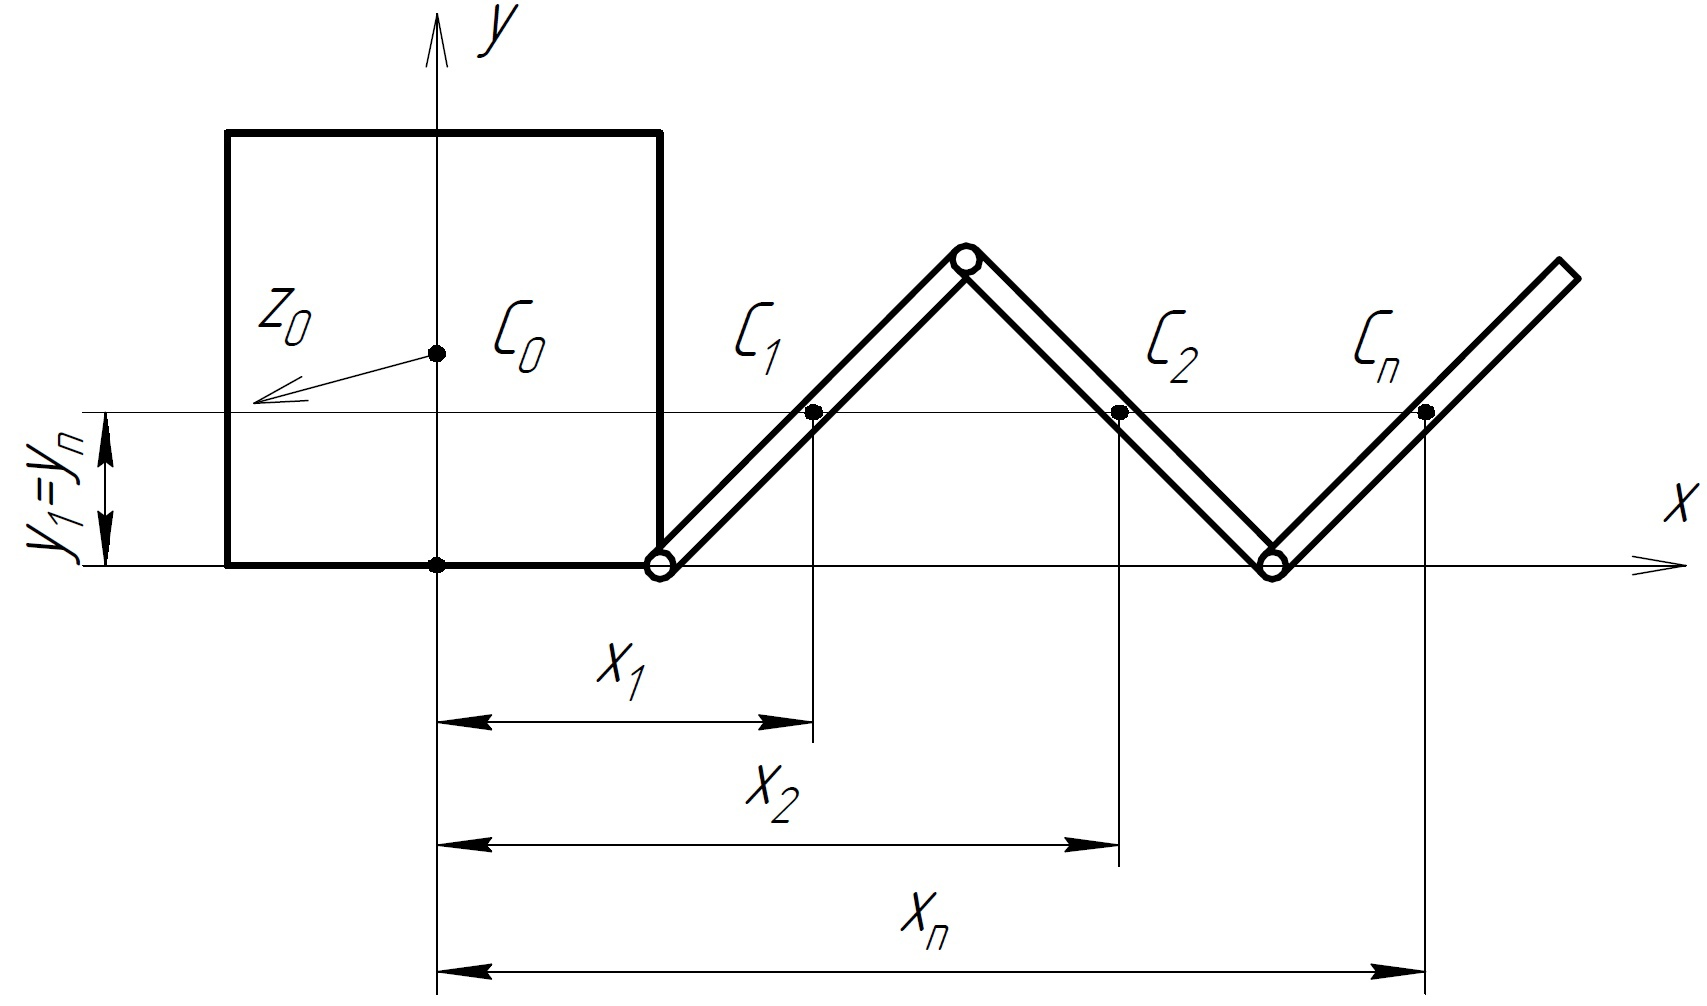 y
z₀
C₀
C₁
C₂
Cₙ
y₁=yₙ
x
x₁
x₂
xₙ